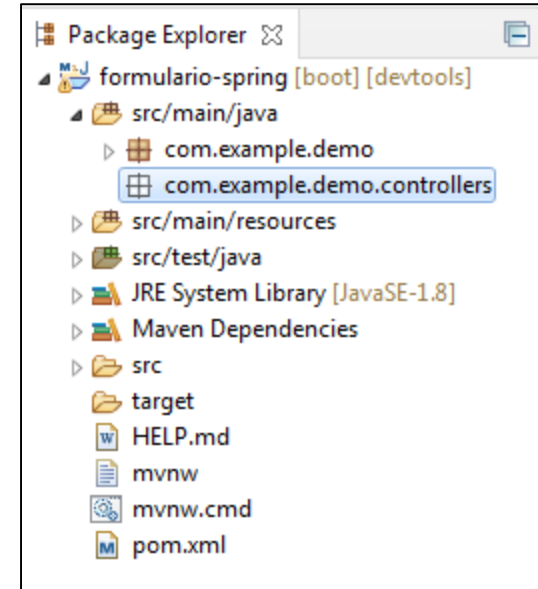 Package Explorer
formulario-spring [boot] [devtools]
src/main/java
com.example.demo
com.example.demo.controllers
src/main/resources
src/test/java
JRE System Library [JavaSE-1.8]
Maven Dependencies
src
target
HELP.md
mvnw
mvnw.cmd
pom.xml